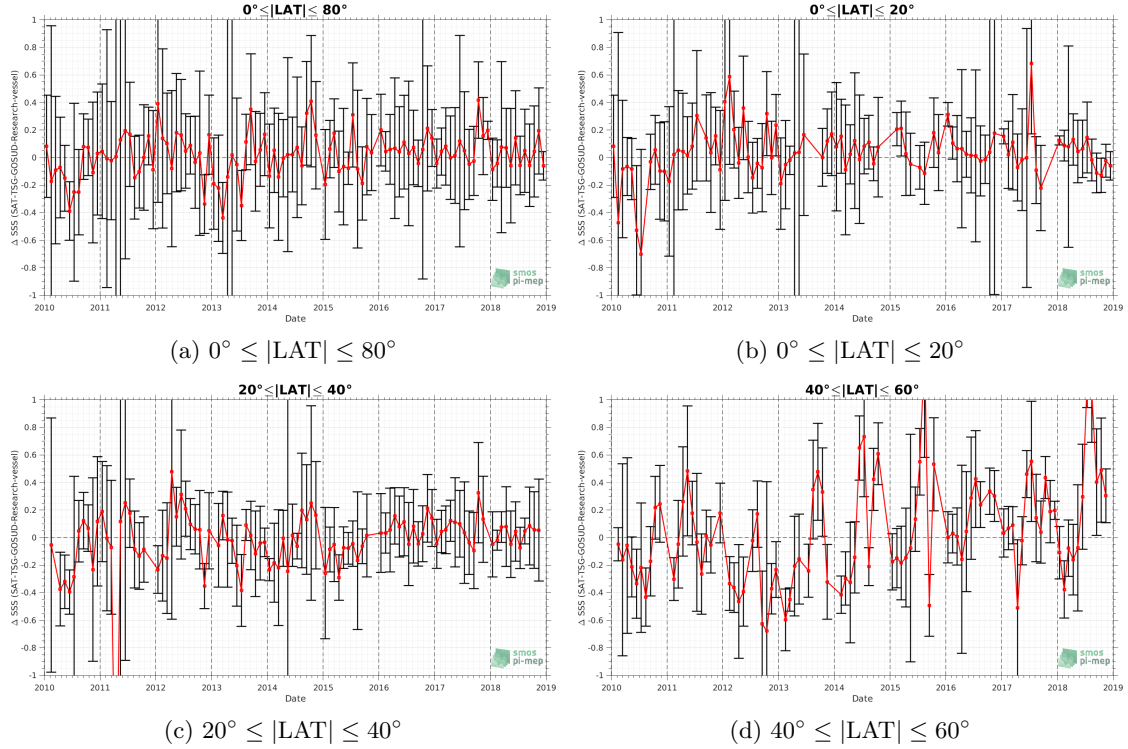 0°≤|LAT|≤ 80°
Δ SSS (SAT-TSG-GOSUD-Research-vessel)
1
0.8
0.6
0.4
0.2
0
-0.2
-0.4
-0.6
-0.8
-1
2010 2011 2012 2013 2014 2015 2016 2017 2018 2019
Date
smos
pi-mep
(a) 0° ≤ |LAT| ≤ 80°
0°≤|LAT|≤ 20°
Δ SSS (SAT-TSG-GOSUD-Research-vessel)
1
0.8
0.6
0.4
0.2
0
-0.2
-0.4
-0.6
-0.8
-1
2010 2011 2012 2013 2014 2015 2016 2017 2018 2019
Date
smos
pi-mep
(b) 0° ≤ |LAT| ≤ 20°
20°≤|LAT|≤ 40°
Δ SSS (SAT-TSG-GOSUD-Research-vessel)
1
0.8
0.6
0.4
0.2
0
-0.2
-0.4
-0.6
-0.8
-1
2010 2011 2012 2013 2014 2015 2016 2017 2018 2019
Date
smos
pi-mep
(c) 20° ≤ |LAT| ≤ 40°
40°≤|LAT|≤ 60°
Δ SSS (SAT-TSG-GOSUD-Research-vessel)
1
0.8
0.6
0.4
0.2
0
-0.2
-0.4
-0.6
-0.8
-1
2010 2011 2012 2013 2014 2015 2016 2017 2018 2019
Date
smos
pi-mep
(d) 40° ≤ |LAT| ≤ 60°